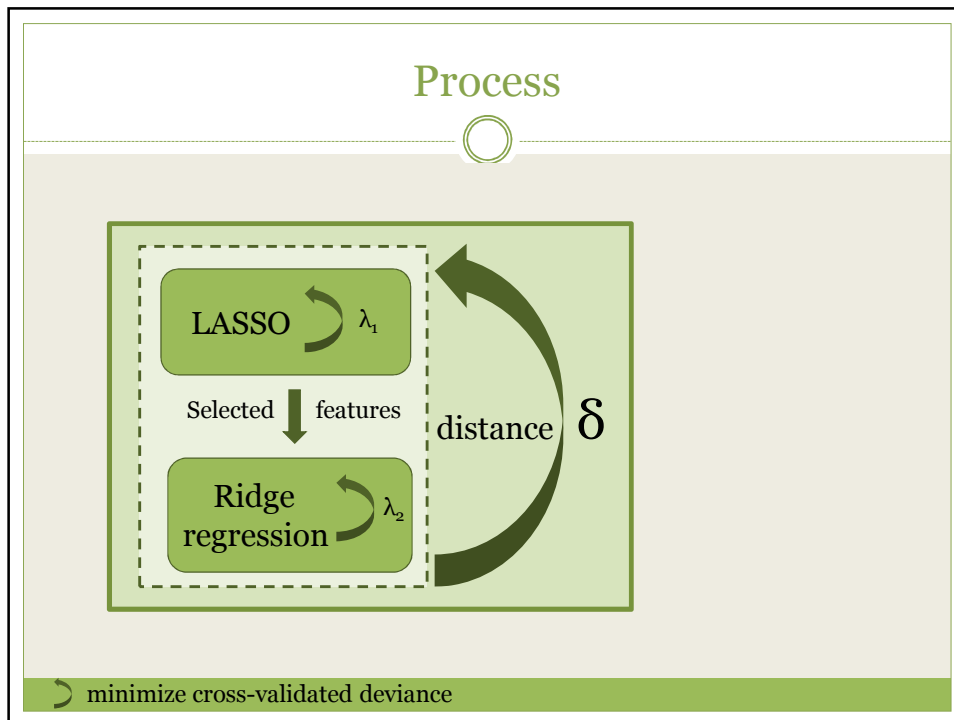 Process
LASSO
λ₁
Selected features
Ridge
regression
λ₂
distance
δ
minimize cross-validated deviance